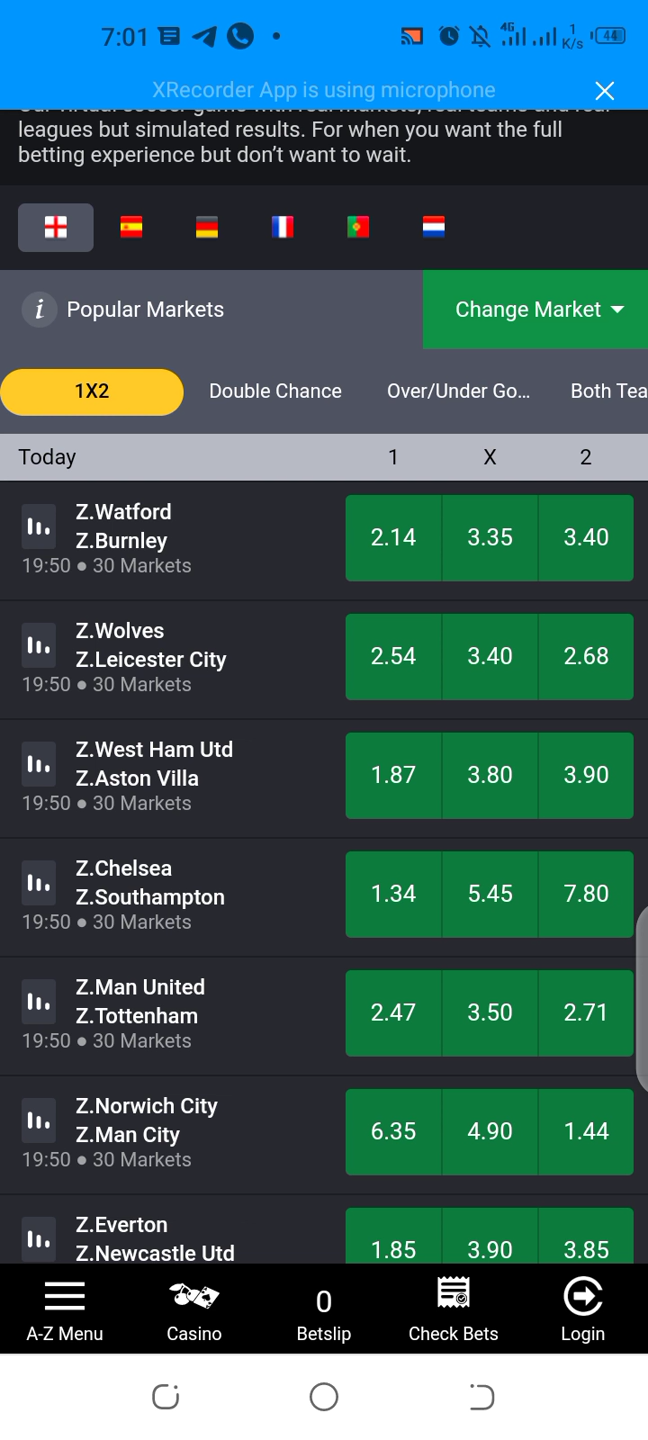 7:01
4G
1
K/s
44
XRecorder App is using microphone
leagues but simulated results. For when you want the full
betting experience but don't want to wait.
i Popular Markets
Change Market
1X2
Double Chance
Over/Under Go...
Both Tea
Today 1 X 2
Z.Watford
Z.Burnley
19:50 ● 30 Markets
2.14 3.35 3.40
Z.Wolves
Z.Leicester City
19:50 ● 30 Markets
2.54 3.40 2.68
Z.West Ham Utd
Z.Aston Villa
19:50 ● 30 Markets
1.87 3.80 3.90
Z.Chelsea
Z.Southampton
19:50 ● 30 Markets
1.34 5.45 7.80
Z.Man United
Z.Tottenham
19:50 ● 30 Markets
2.47 3.50 2.71
Z.Norwich City
Z.Man City
19:50 ● 30 Markets
6.35 4.90 1.44
Z.Everton
Z.Newcastle Utd
1.85 3.90 3.85
A-Z Menu
Casino
0
Betslip
Check Bets
Login